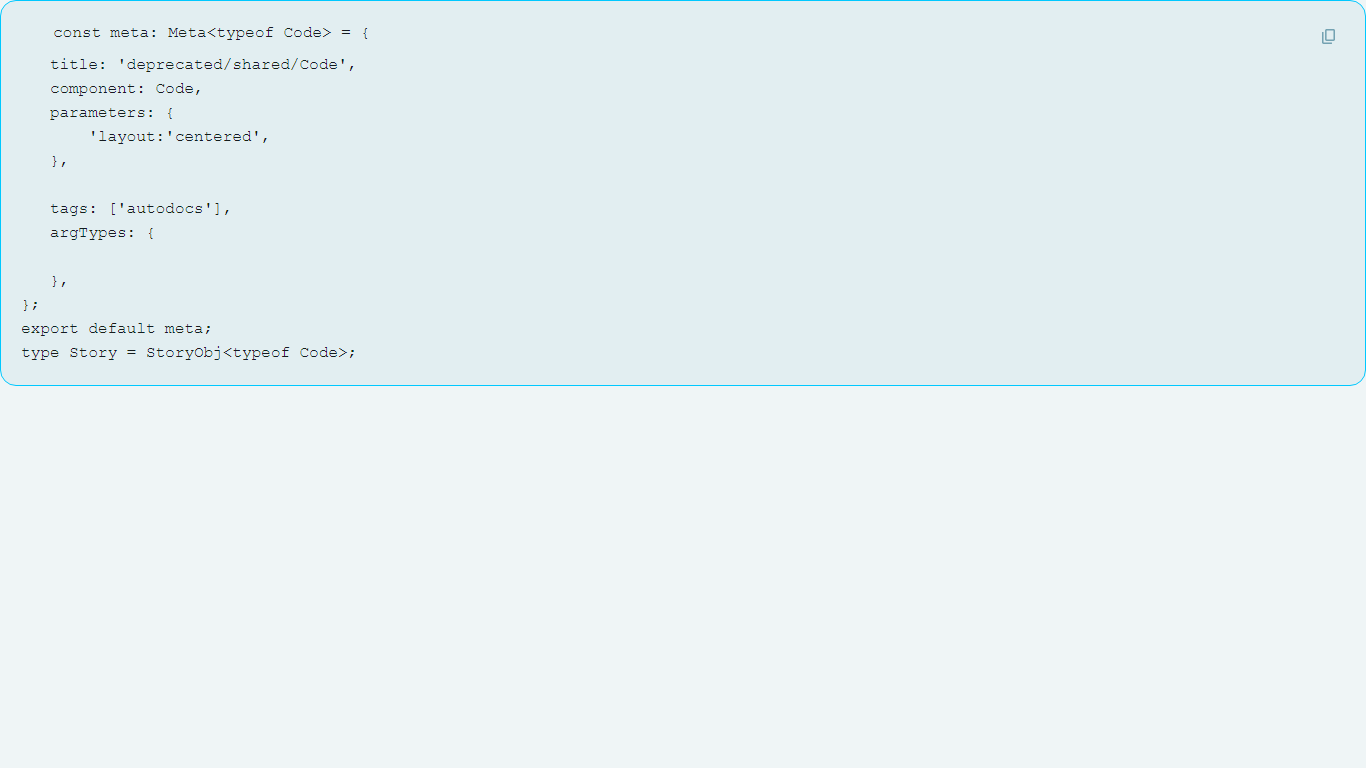 const meta: Meta<typeof Code> = {
title: 'deprecated/shared/Code',
component: Code,
parameters: {
'layout:'centered',
},
tags: ['autodocs'],
argTypes: {
},
};
export default meta;
type Story = StoryObj<typeof Code>;